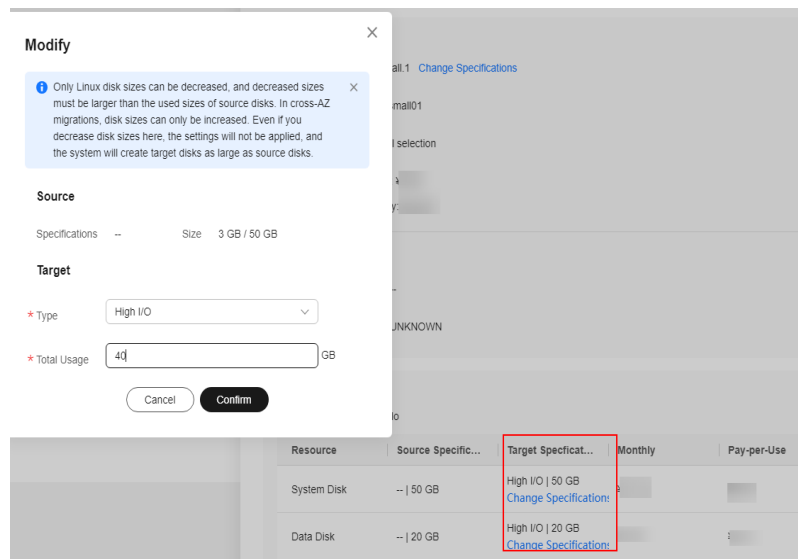 Modify
Only Linux disk sizes can be decreased, and decreased sizes
must be larger than the used sizes of source disks. In cross-AZ
migrations, disk sizes can only be increased. Even if you
decrease disk sizes here, the settings will not be applied, and
the system will create target disks as large as source disks.
Source
Specifications -- Size 3 GB / 50 GB
Target
* Type High I/O
* Total Usage 40 GB
Cancel Confirm
all.1 Change Specifications
mall01
l selection
y:
--
UNKNOWN
lo
Resource Source Specific... Target Specficat... Monthly Pay-per-Use
System Disk -- | 50 GB High I/O | 50 GB
Change Specifications
Data Disk -- | 20 GB High I/O | 20 GB
Change Specifications